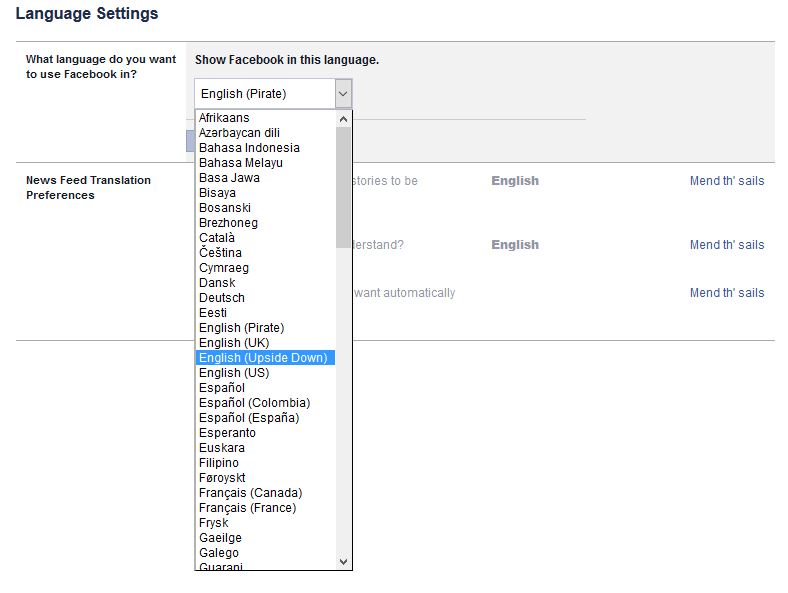 Language Settings
What language do you want
to use Facebook in?
Show Facebook in this language.
English (Pirate)
Afrikaans
Azərbaycan dili
Bahasa Indonesia
Bahasa Melayu
Basa Jawa
Bisaya
Bosanski
Brezhoneg
Català
Čeština
Cymraeg
Dansk
Deutsch
Eesti
English (Pirate)
English (UK)
English (Upside Down)
English (US)
Español
Español (Colombia)
Español (España)
Esperanto
Euskara
Filipino
Føroyskt
Français (Canada)
Français (France)
Frysk
Gaeilge
Galego
Guarani
News Feed Translation
Preferences
stories to be English Mend th' sails
derstand? English Mend th' sails
want automatically Mend th' sails